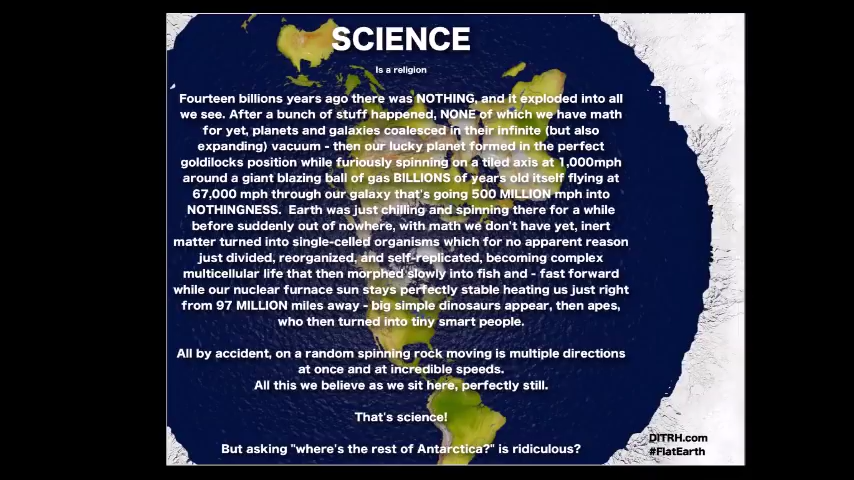 SCIENCE
Is a religion
Fourteen billions years ago there was NOTHING, and it exploded into all
we see. After a bunch of stuff happened, NONE of which we have math
for yet, planets and galaxies coalesced in their infinite (but also
expanding) vacuum - then our lucky planet formed in the perfect
goldilocks position while furiously spinning on a tiled axis at 1,000mph
around a giant blazing ball of gas BILLIONS of years old itself flying at
67,000 mph through our galaxy that's going 500 MILLION mph into
NOTHINGNESS. Earth was just chilling and spinning there for a while
before suddenly out of nowhere, with math we don't have yet, inert
matter turned into single-celled organisms which for no apparent reason
just divided, reorganized, and self-replicated, becoming complex
multicellular life that then morphed slowly into fish and - fast forward
while our nuclear furnace sun stays perfectly stable heating us just right
from 97 MILLION miles away - big simple dinosaurs appear, then apes,
who then turned into tiny smart people.
All by accident, on a random spinning rock moving is multiple directions
at once and at incredible speeds.
All this we believe as we sit here, perfectly still.
That's science!
But asking "where's the rest of Antarctica?" is ridiculous?
DITRH.com
#FlatEarth